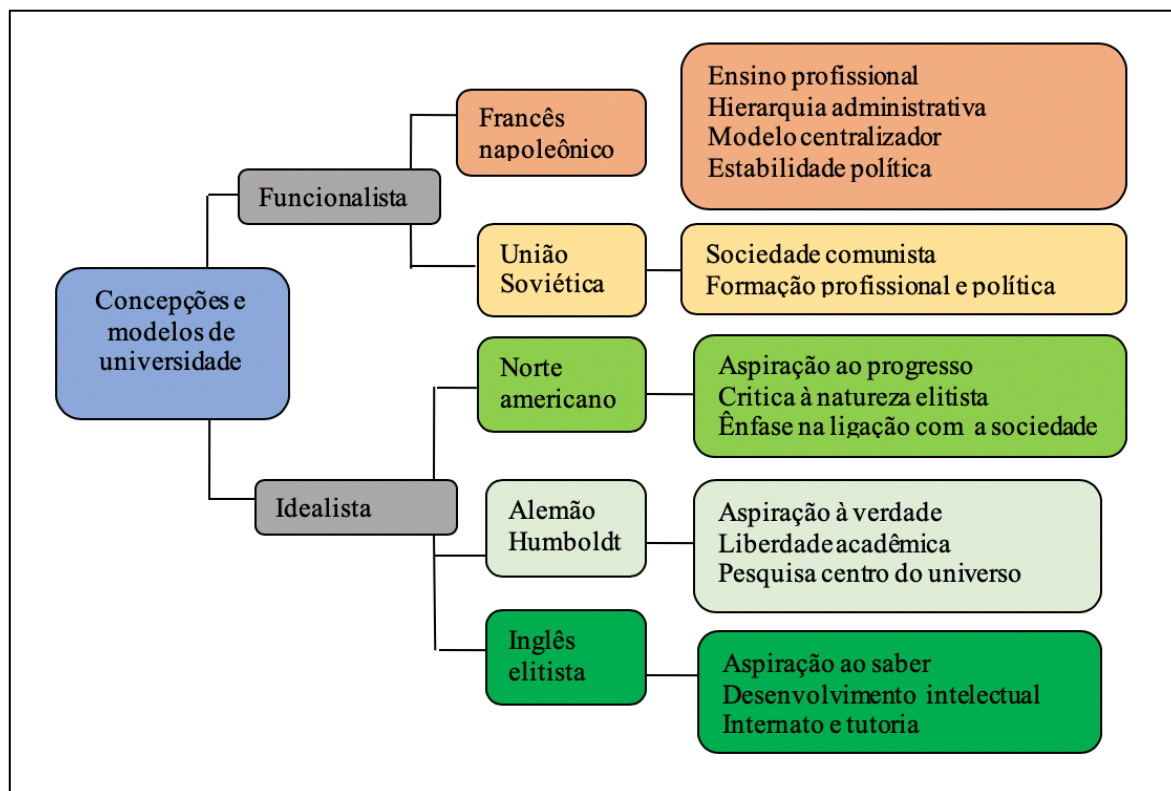 Concepções e
modelos de
universidade
Funcionalista
Francês
napoleônico
Ensino profissional
Hierarquia administrativa
Modelo centralizador
Estabilidade política
União
Soviética
Sociedade comunista
Formação profissional e política
Idealista
Norte
americano
Aspiração ao progresso
Critica à natureza elitista
Ênfase na ligação com a sociedade
Alemão
Humboldt
Aspiração à verdade
Liberdade acadêmica
Pesquisa centro do universo
Inglês
elitista
Aspiração ao saber
Desenvolvimento intelectual
Internato e tutoria